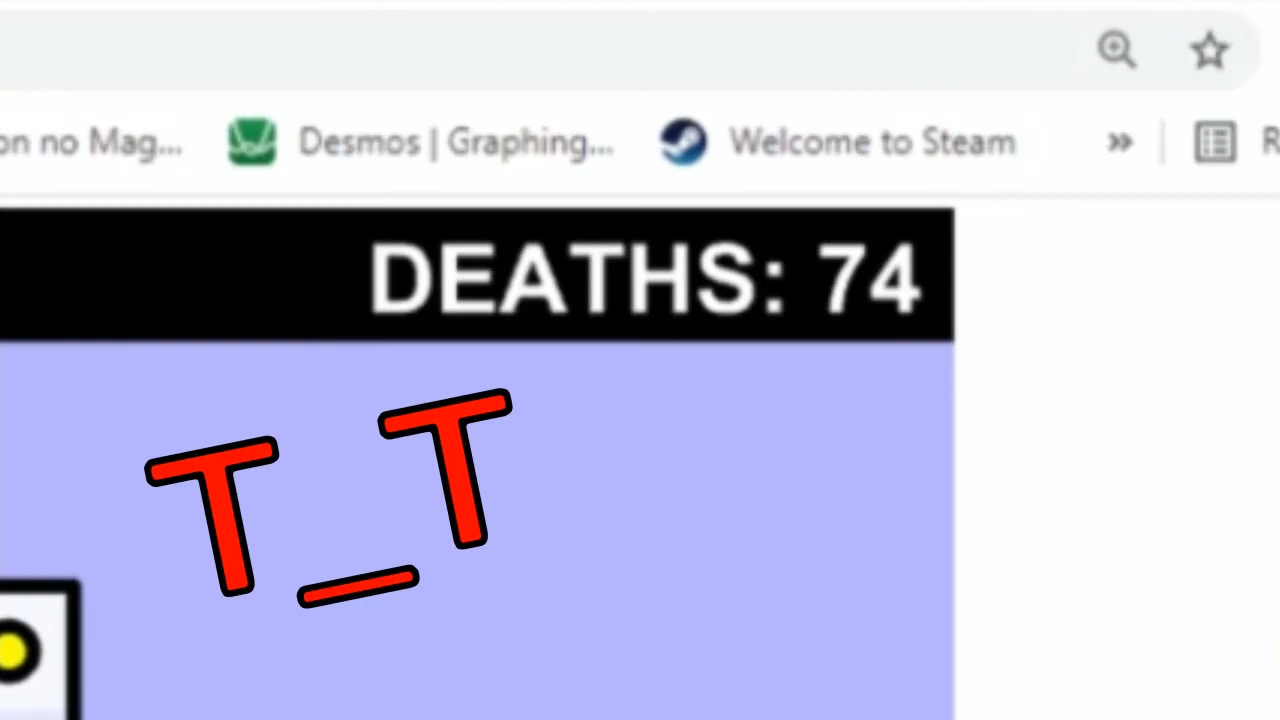 on no Mag... Desmos | Graphing... Welcome to Steam » R
DEATHS: 74
T_T